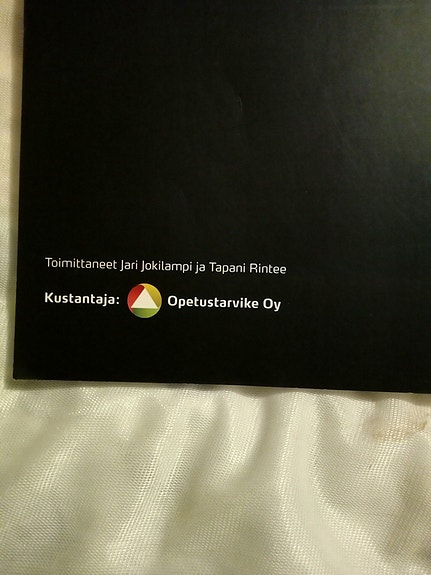 Toimittaneet Jari Jokilampi ja Tapani Rintee
Kustantaja: Opetustarvike Oy